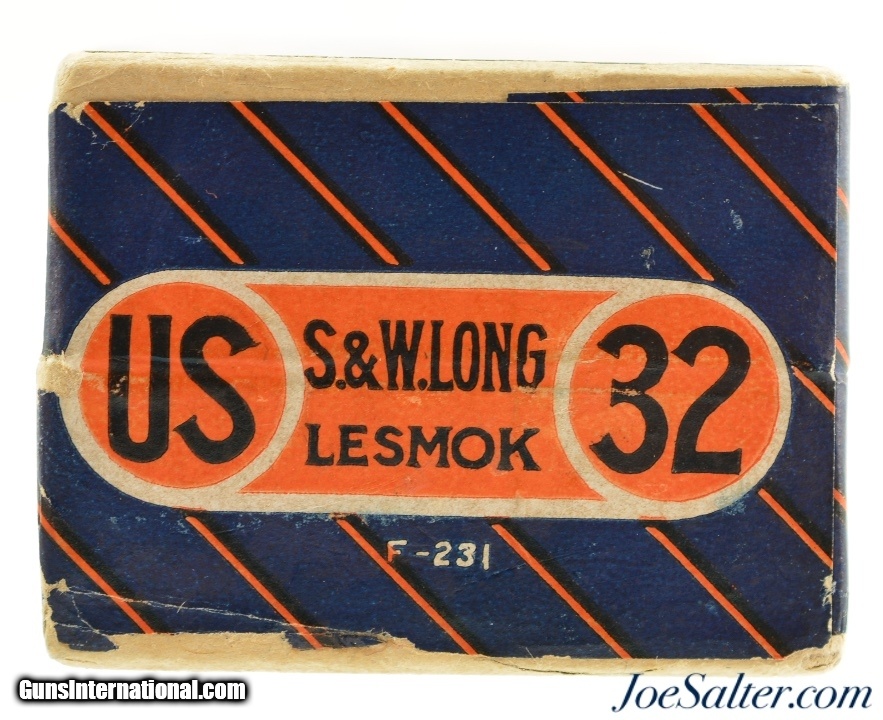 US S.&W.LONG 32
LESMOK
F-231
GunsInternational.com
JoeSalter.com